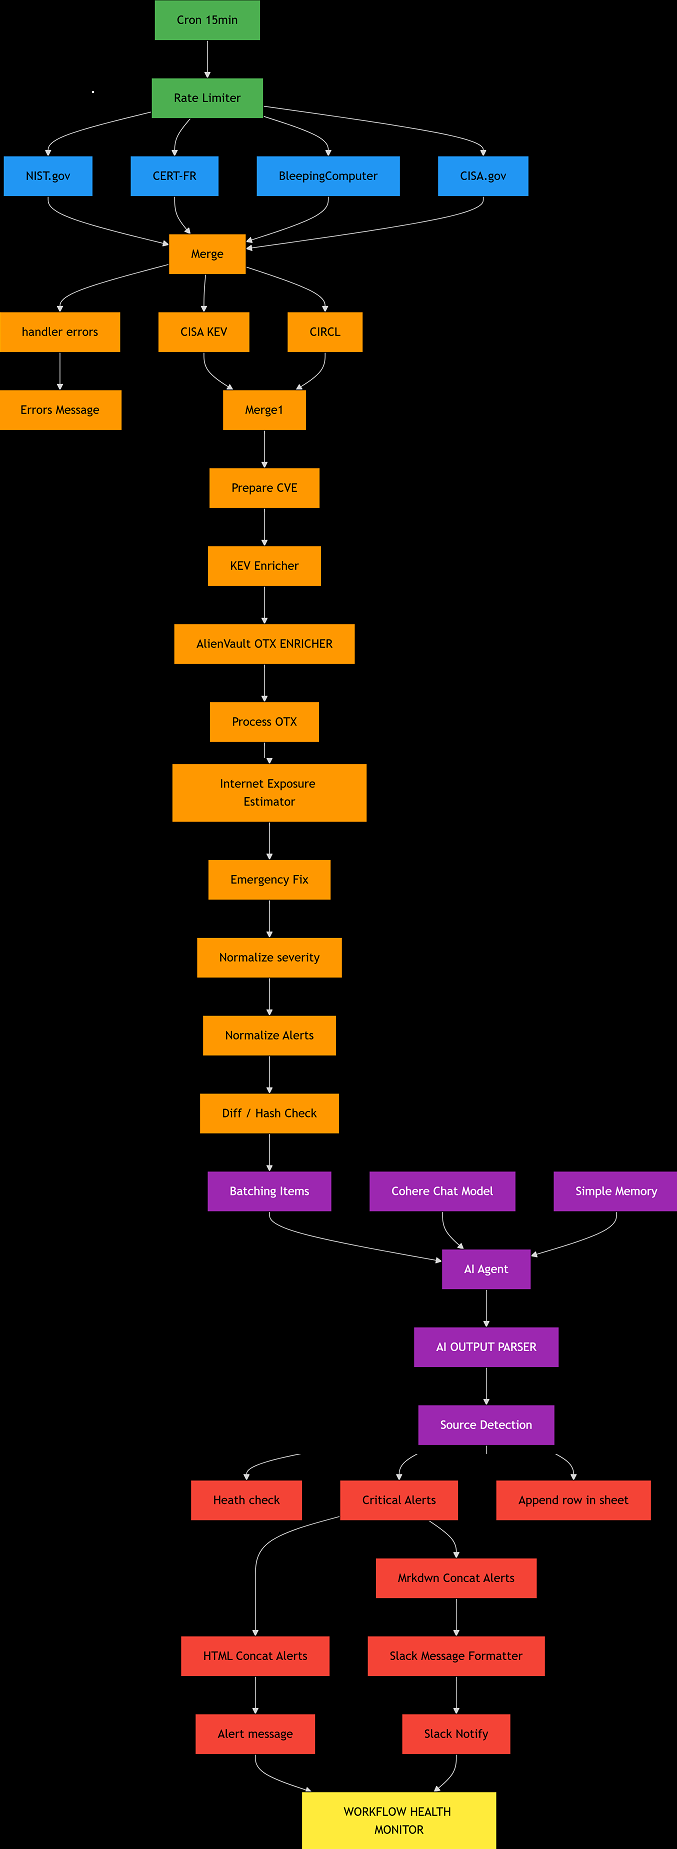 Cron 15min
Rate Limiter
NIST.gov
CERT-FR
BleepingComputer
CISA.gov
Merge
handler errors
CISA KEV
CIRCL
Errors Message
Merge1
Prepare CVE
KEV Enricher
AlienVault OTX ENRICHER
Process OTX
Internet Exposure
Estimator
Emergency Fix
Normalize severity
Normalize Alerts
Diff / Hash Check
Batching Items
Cohere Chat Model
Simple Memory
AI Agent
AI OUTPUT PARSER
Source Detection
Heath check
Critical Alerts
Append row in sheet
Mrkdwn Concat Alerts
HTML Concat Alerts
Slack Message Formatter
Alert message
Slack Notify
WORKFLOW HEALTH
MONITOR